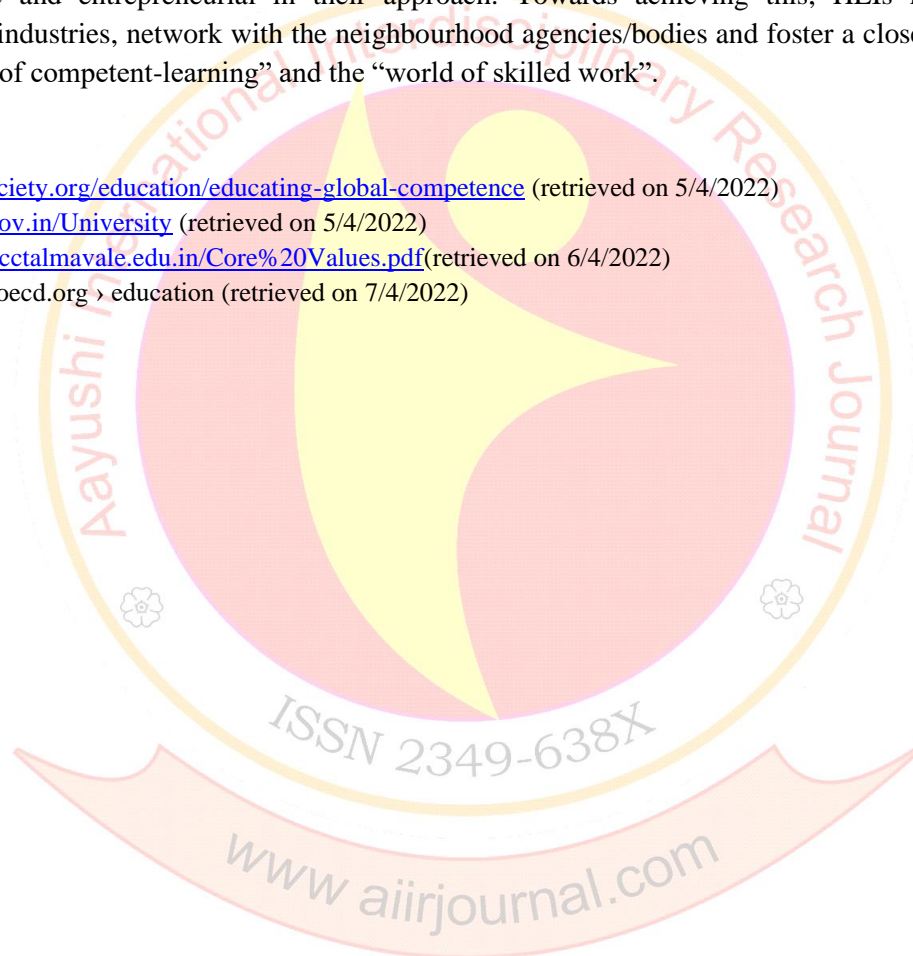 and entrepreneurial in their approach. Towards achieving this, HEIs
industries, network with the neighbourhood agencies/bodies and foster a close
of competent-learning” and the “world of skilled work”.
ciety.org/education/educating-global-competence (retrieved on 5/4/2022)
ov.in/University (retrieved on 5/4/2022)
cctalmavale.edu.in/Core%20Values.pdf(retrieved on 6/4/2022)
oecd.org › education (retrieved on 7/4/2022)
Aayushi International Interdisciplinary Research Journal
ISSN 2349-638X
www aiirjournal.com